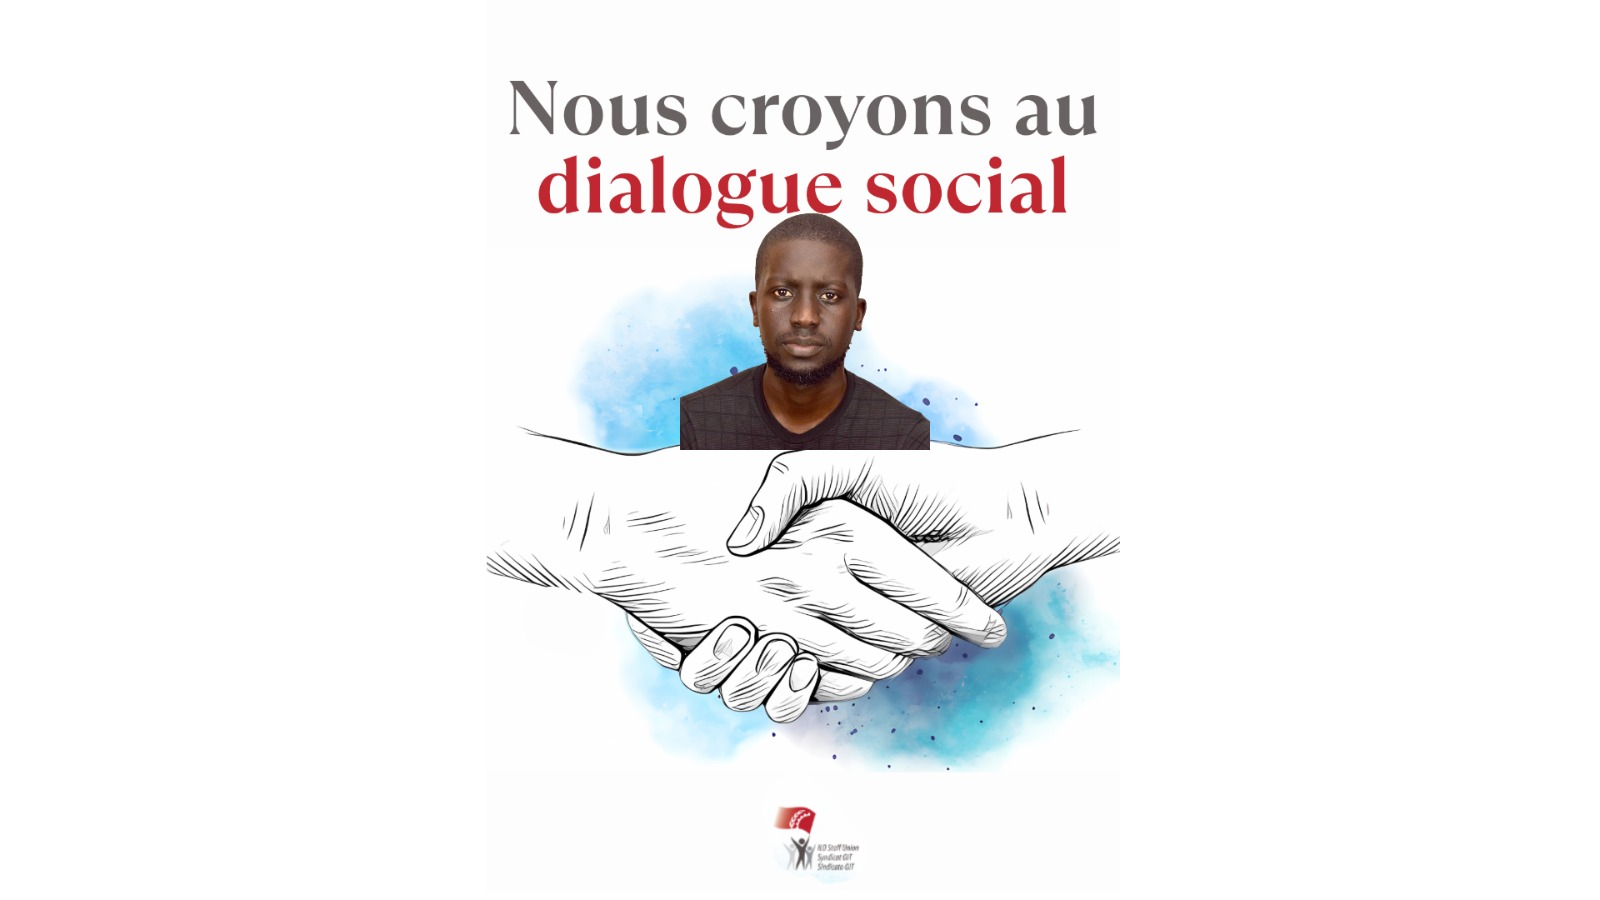 Nous croyons au
dialogue social
ILO Staff Union
Syndicat OIT
Sindicato OIT